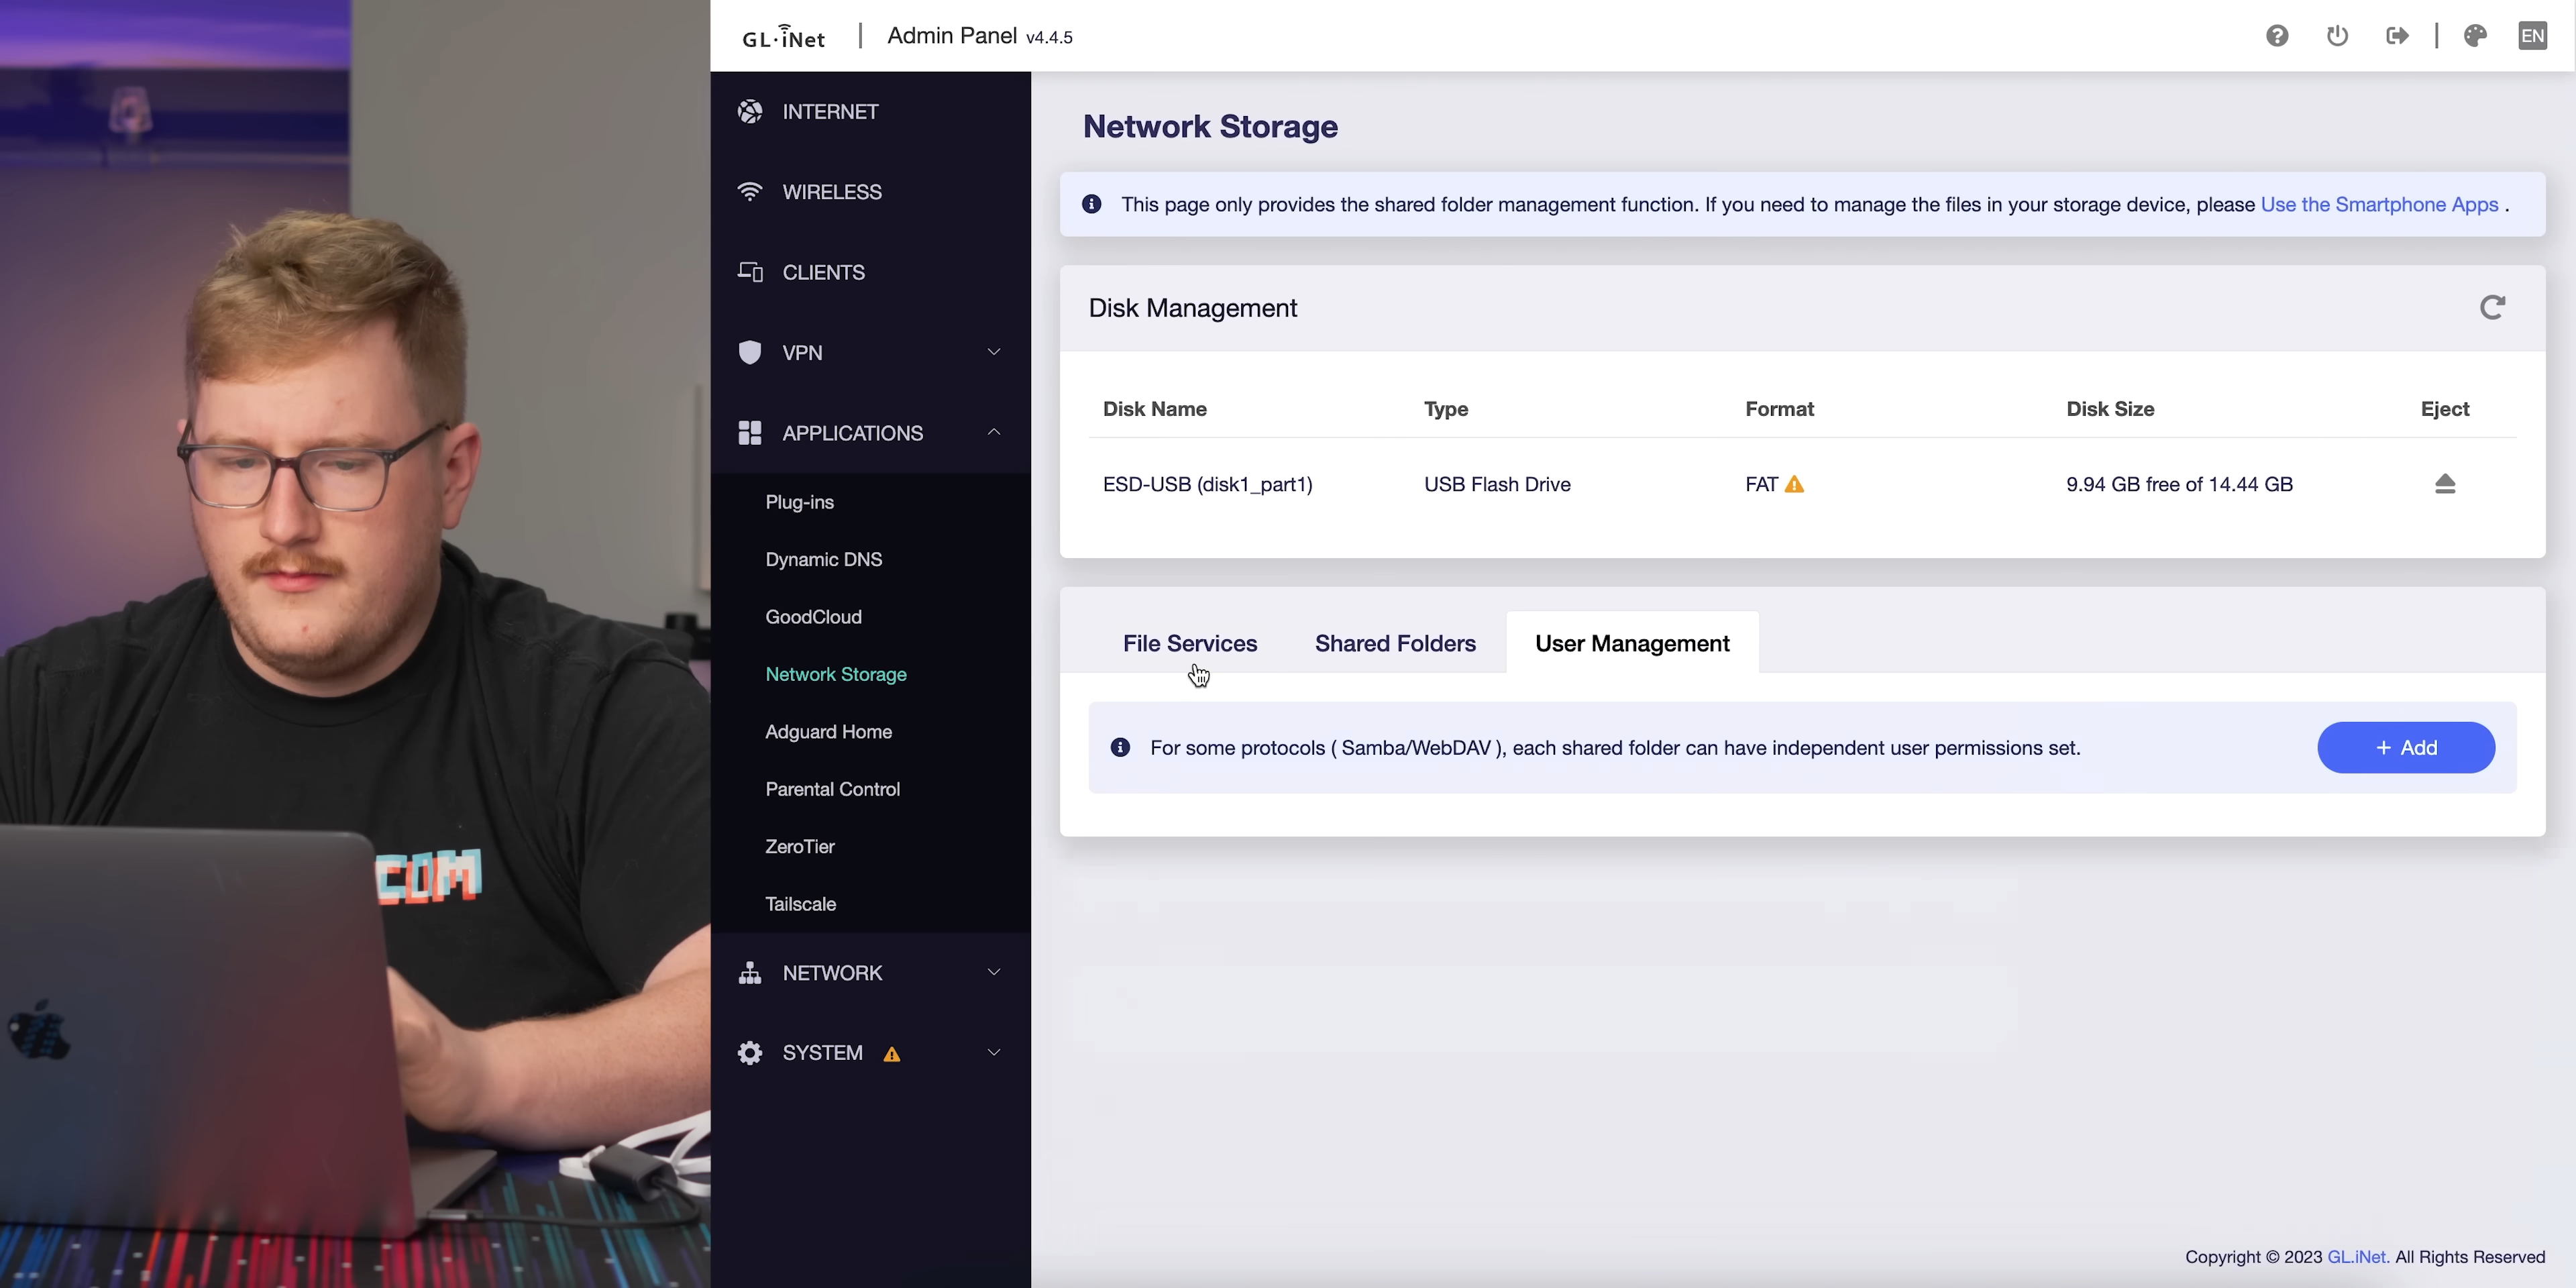 GL·iNet | Admin Panel v4.4.5
EN
INTERNET
WIRELESS
CLIENTS
VPN
APPLICATIONS
Plug-ins
Dynamic DNS
GoodCloud
Network Storage
Adguard Home
Parental Control
ZeroTier
Tailscale
NETWORK
SYSTEM
Network Storage
This page only provides the shared folder management function. If you need to manage the files in your storage device, please Use the Smartphone Apps .
Disk Management
Disk Name Type Format Disk Size Eject
ESD-USB (disk1_part1) USB Flash Drive FAT 9.94 GB free of 14.44 GB
File Services Shared Folders User Management
For some protocols ( Samba/WebDAV ), each shared folder can have independent user permissions set.
+ Add
Copyright © 2023 GL.iNet. All Rights Reserved
COM